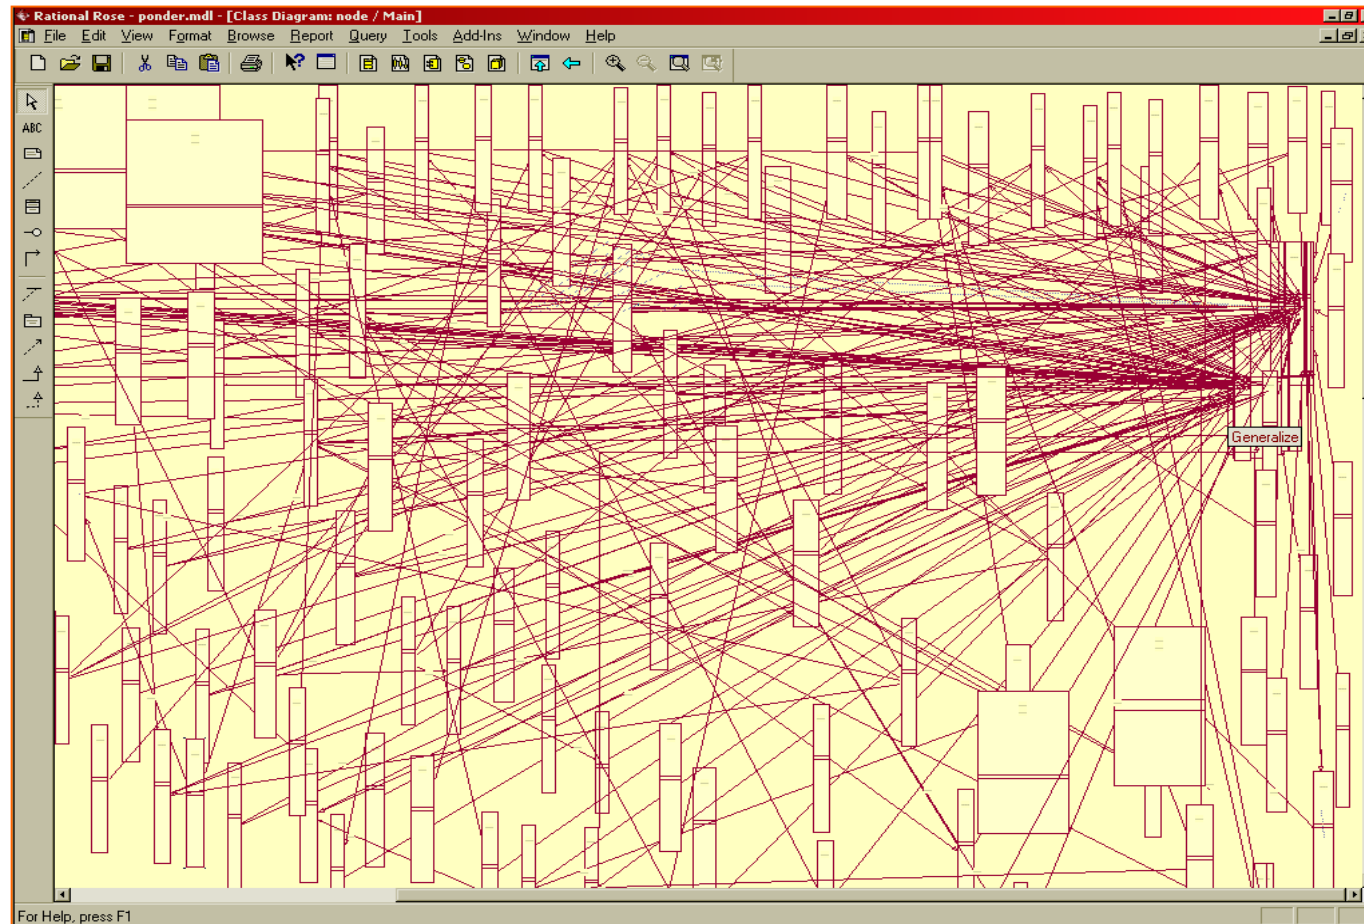 Rational Rose - ponder.mdl - [Class Diagram: node / Main]
File Edit View Format Browse Report Query Tools Add-Ins Window Help
ABC
Generalize
For Help, press F1